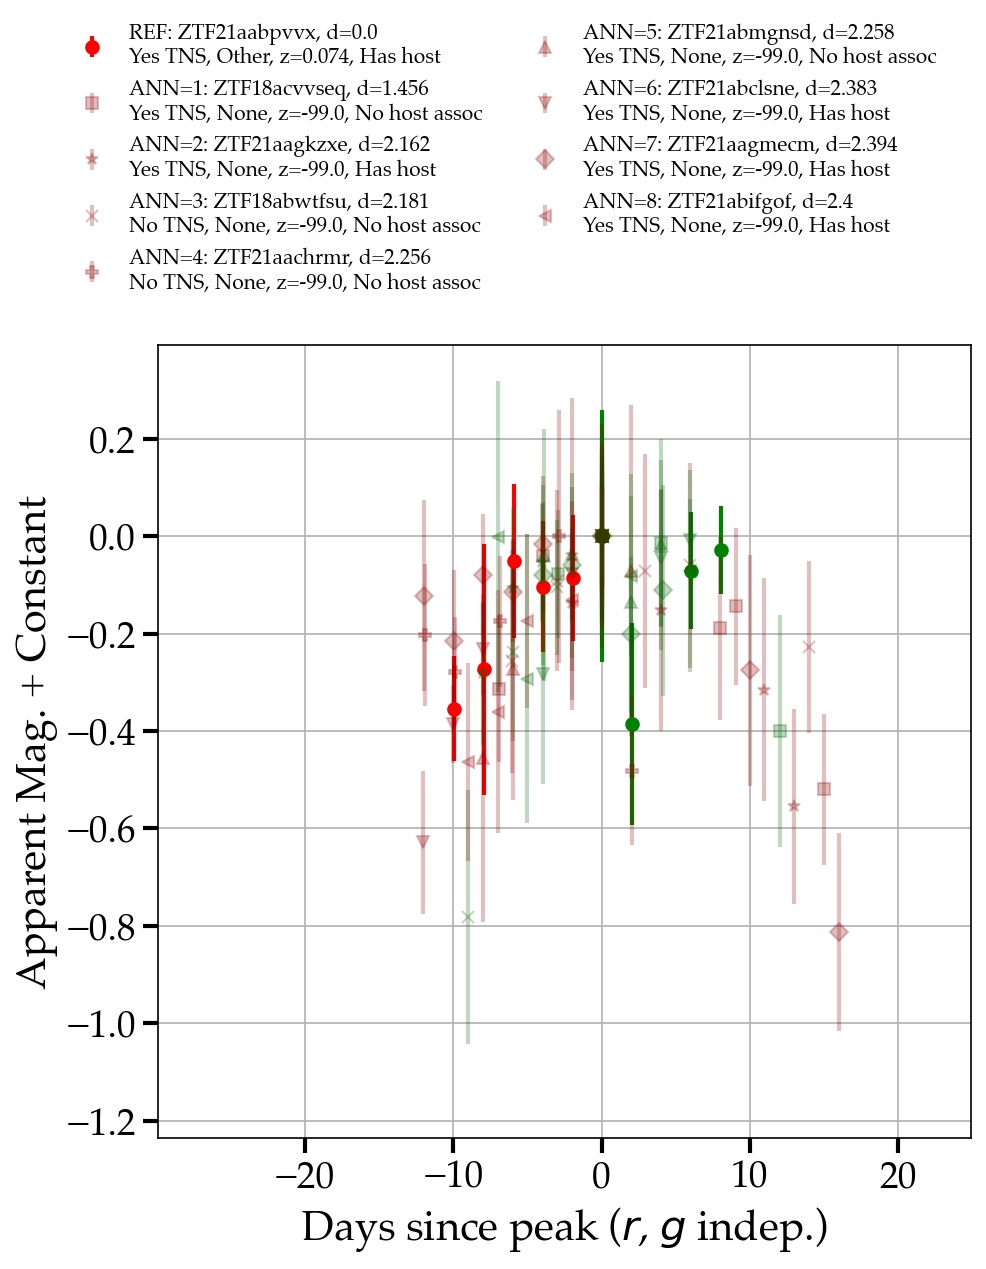 REF: ZTF21aabpvvx, d=0.0
Yes TNS, Other, z=0.074, Has host
ANN=1: ZTF18acvvseq, d=1.456
Yes TNS, None, z=-99.0, No host assoc
ANN=2: ZTF21aagkzxe, d=2.162
Yes TNS, None, z=-99.0, Has host
ANN=3: ZTF18abwtfsu, d=2.181
No TNS, None, z=-99.0, No host assoc
ANN=4: ZTF21aachrmr, d=2.256
No TNS, None, z=-99.0, No host assoc
ANN=5: ZTF21abmgnsd, d=2.258
Yes TNS, None, z=-99.0, No host assoc
ANN=6: ZTF21abclsne, d=2.383
Yes TNS, None, z=-99.0, Has host
ANN=7: ZTF21aagmecm, d=2.394
Yes TNS, None, z=-99.0, Has host
ANN=8: ZTF21abifgof, d=2.4
Yes TNS, None, z=-99.0, Has host
Apparent Mag. + Constant
0.2
0.0
−0.2
−0.4
−0.6
−0.8
−1.0
−1.2
−20
−10
0
10
20
Days since peak (r, g indep.)